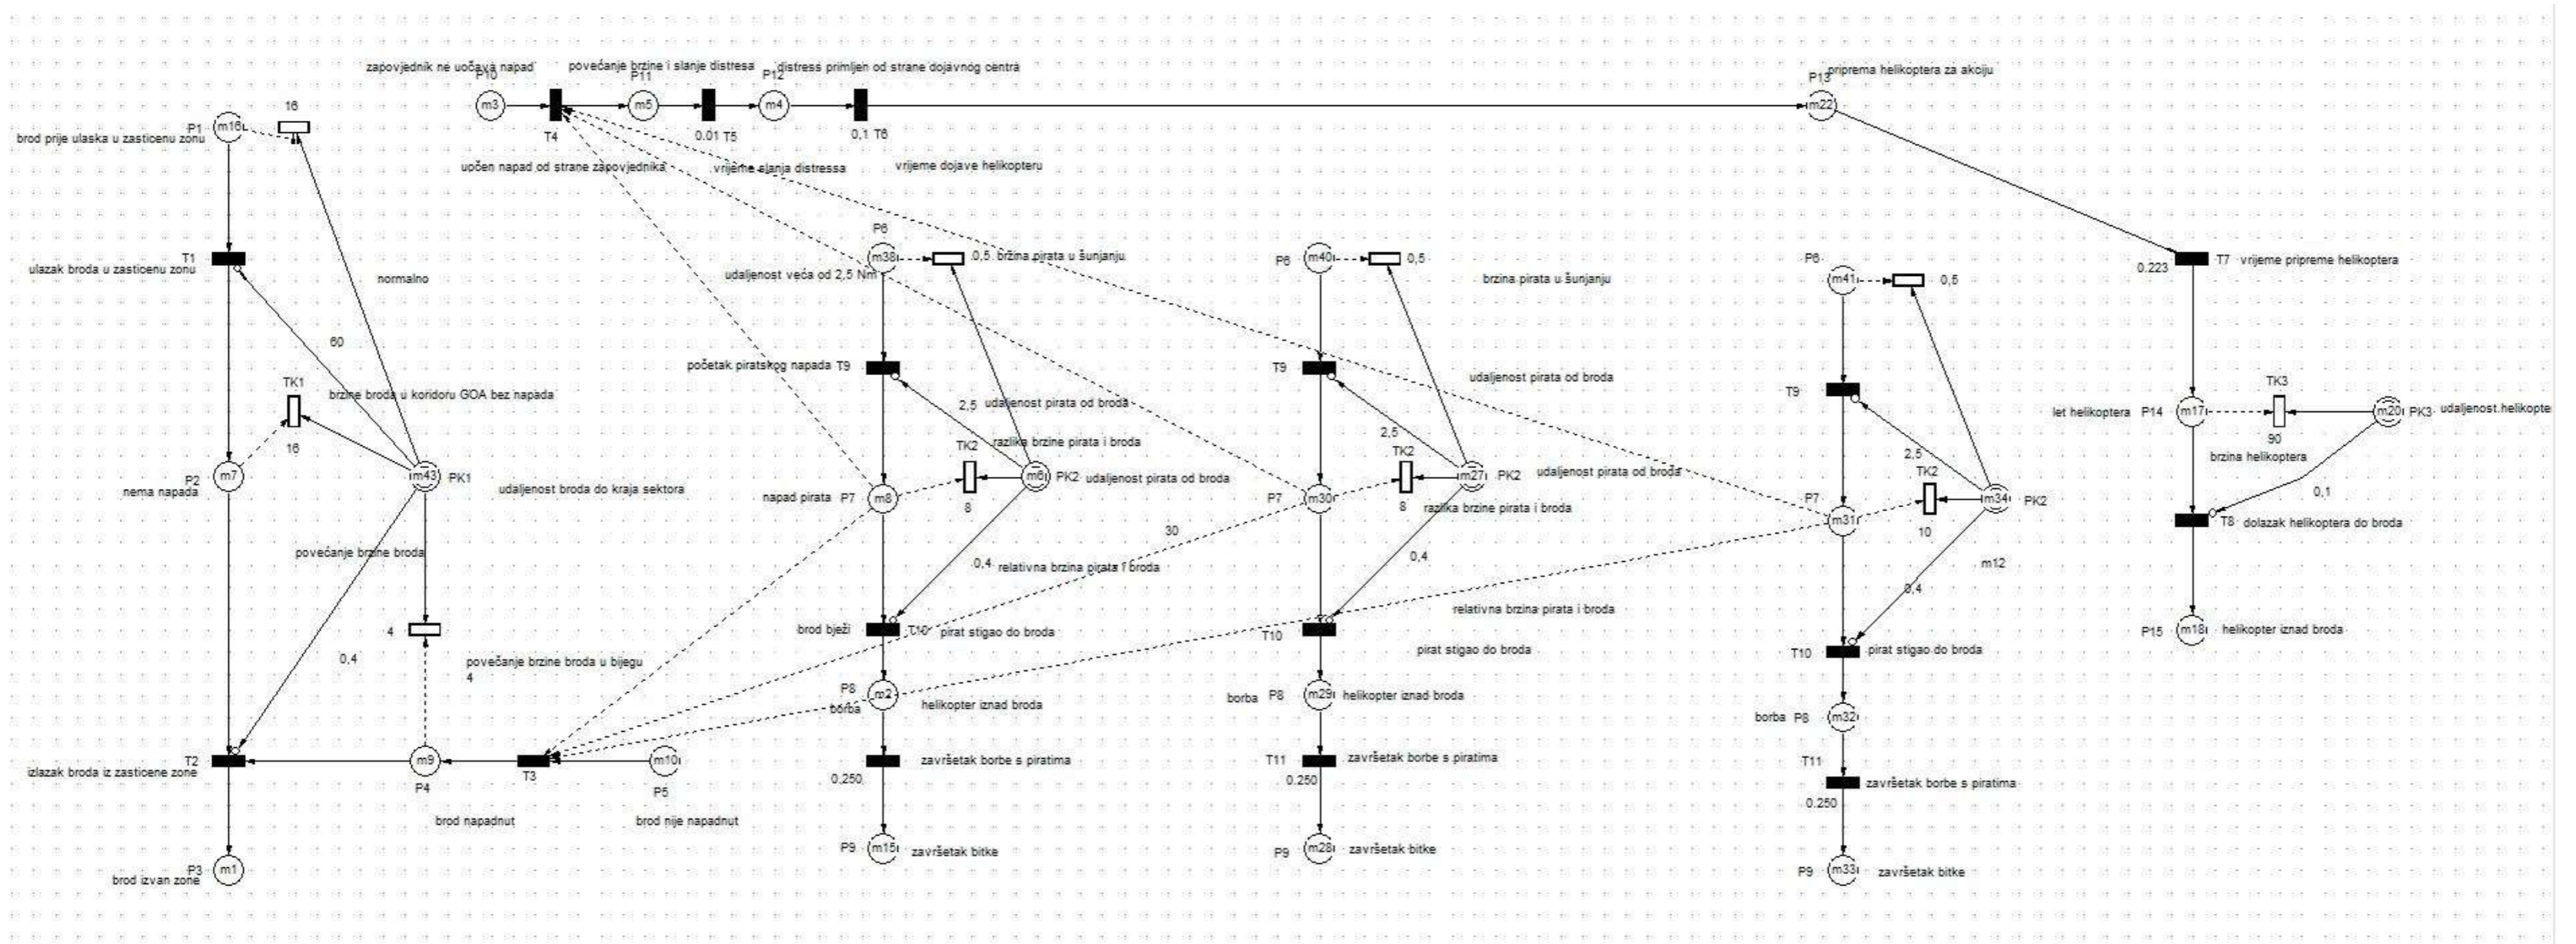 zapovjednik ne uočava napad
povećanje brzine i slanje distresa
distress primljen od strane dojavnog centra
priprema helikoptera za akciju
P10
P11
P12
P13
m3
m5
m4
m22
T4
0.01 T5
0,1 T6
uočen napad od strane zapovjednika
vrijeme slanja distressa
vrijeme dojave helikopteru
16
P1
m16
brod prije ulaska u zasticenu zonu
T1
ulazak broda u zasticenu zonu
normalno
60
TK1
brzine broda u koridoru GOA bez napada
16
m7
P2
nema napada
m43
PK1
udaljenost broda do kraja sektora
povećanje brzine broda
4
0,4
povečanje brzine broda u bijegu
4
T2
izlazak broda iz zasticene zone
m9
P4
T3
m10
P5
brod napadnut
brod nije napadnut
P3
m1
brod izvan zone
P6
m38
0,5 brzina pirata u šunjanju
udaljenost veća od 2,5 Nm
početak piratskog napada T9
2,5 udaljenost pirata od broda
TK2
razlika brzine pirata i broda
m6
PK2 udaljenost pirata od broda
napad pirata P7
m8
8
0,4 relativna brzina pirata i broda
30
brod bježi
T10 pirat stigao do broda
P8
m2
borba
helikopter iznad broda
završetak borbe s piratima
0.250
P9
m15
završetak bitke
P6
m40
0,5
brzina pirata u šunjanju
T9
udaljenost pirata od broda
2,5
TK2
m27
PK2
udaljenost pirata od broda
P7
m30
8
razlika brzine pirata i broda
0,4
relativna brzina pirata i broda
T10
pirat stigao do broda
borba P8
m29
helikopter iznad broda
T11
završetak borbe s piratima
0.250
P9
m28
završetak bitke
P6
m41
0,5
T9
2,5
TK2
m34
PK2
P7
m31
10
m12
0,4
T10
pirat stigao do broda
borba P8
m32
T11
završetak borbe s piratima
0.250
P9
m33
završetak bitke
0.223
T7 vrijeme pripreme helikoptera
TK3
let helikoptera P14
m17
m20
PK3 udaljenost helikopte
90
brzina helikoptera
0,1
T8 dolazak helikoptera do broda
P15
m18
helikopter iznad broda